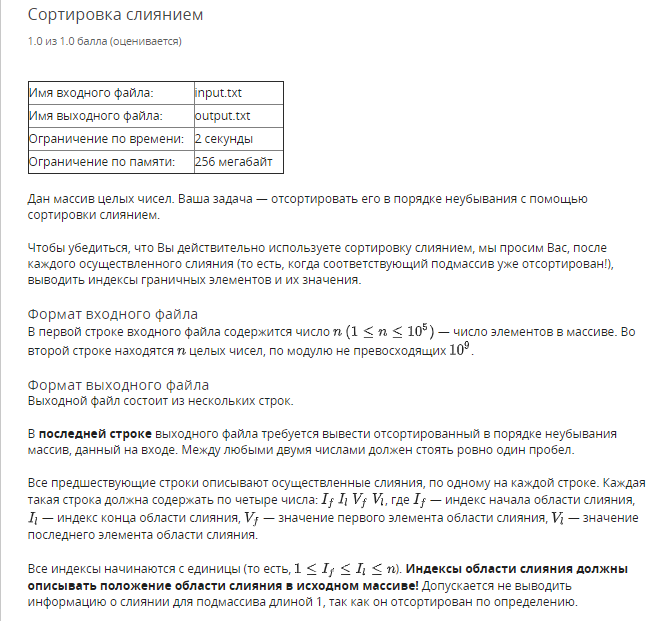 Сортировка слиянием
1.0 из 1.0 балла (оценивается)
Имя входного файла: input.txt
Имя выходного файла: output.txt
Ограничение по времени: 2 секунды
Ограничение по памяти: 256 мегабайт
Дан массив целых чисел. Ваша задача — отсортировать его в порядке неубывания с помощью
сортировки слиянием.
Чтобы убедиться, что Вы действительно используете сортировку слиянием, мы просим Вас, после
каждого осуществленного слияния (то есть, когда соответствующий подмассив уже отсортирован!),
выводить индексы граничных элементов и их значения.
Формат входного файла
В первой строке входного файла содержится число n (1 ≤ n ≤ 10⁵) — число элементов в массиве. Во
второй строке находятся n целых чисел, по модулю не превосходящих 10⁹.
Формат выходного файла
Выходной файл состоит из нескольких строк.
В последней строке выходного файла требуется вывести отсортированный в порядке неубывания
массив, данный на входе. Между любыми двумя числами должен стоять ровно один пробел.
Все предшествующие строки описывают осуществленные слияния, по одному на каждой строке. Каждая
такая строка должна содержать по четыре числа: I_f I_l V_f V_l, где I_f — индекс начала области слияния,
I_l — индекс конца области слияния, V_f — значение первого элемента области слияния, V_l — значение
последнего элемента области слияния.
Все индексы начинаются с единицы (то есть, 1 ≤ I_f ≤ I_l ≤ n). Индексы области слияния должны
описывать положение области слияния в исходном массиве! Допускается не выводить
информацию о слиянии для подмассива длиной 1, так как он отсортирован по определению.